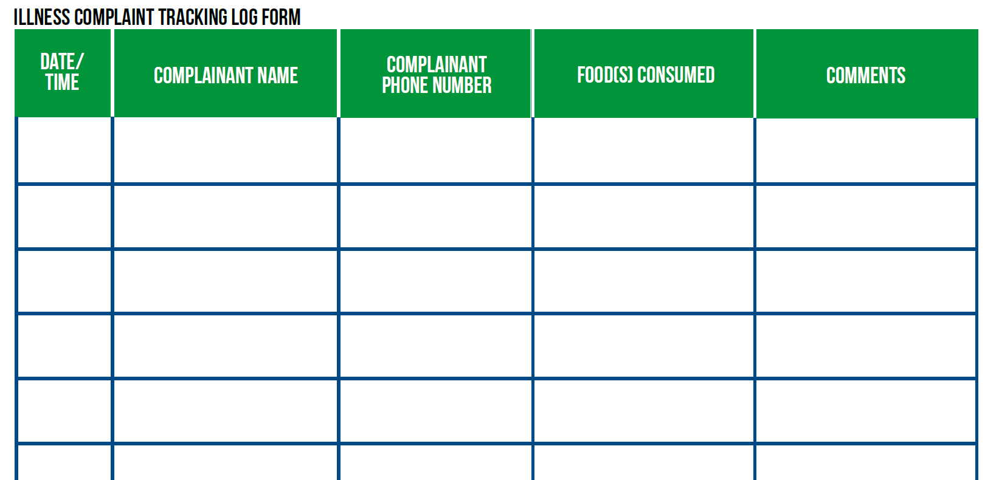 ILLNESS COMPLAINT TRACKING LOG FORM
DATE/
TIME
COMPLAINANT NAME
COMPLAINANT
PHONE NUMBER
FOOD(S) CONSUMED
COMMENTS